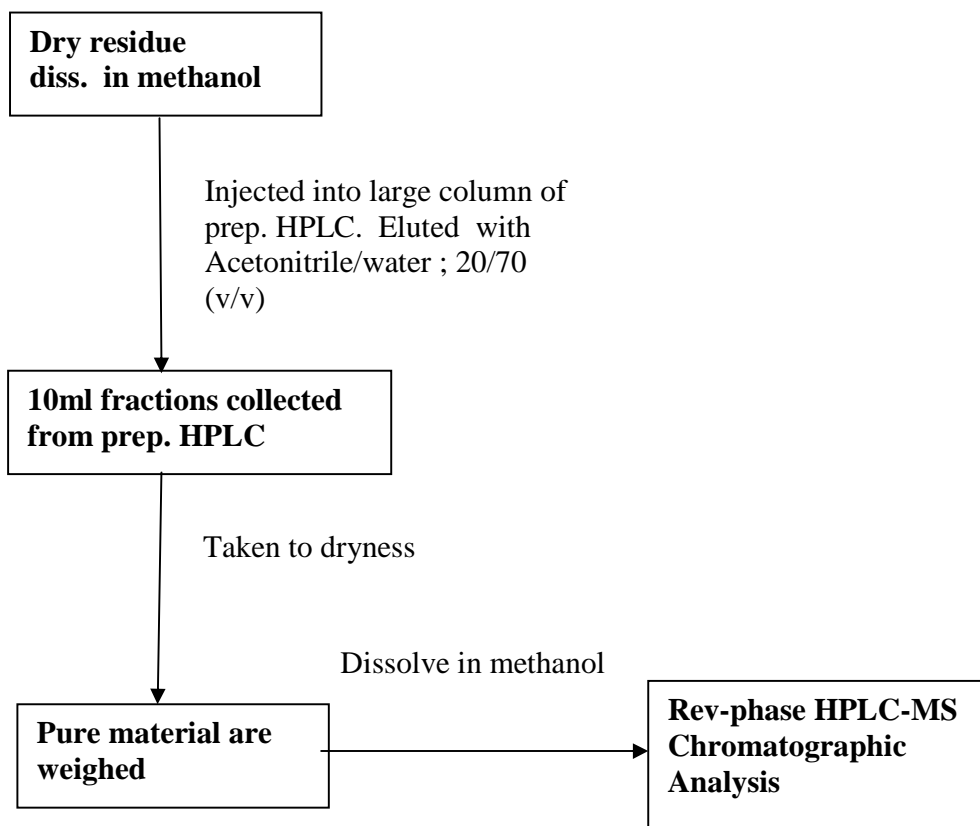 Dry residue
diss. in methanol
Injected into large column of
prep. HPLC. Eluted with
Acetonitrile/water ; 20/70
(v/v)
10ml fractions collected
from prep. HPLC
Taken to dryness
Dissolve in methanol
Pure material are
weighed
Rev-phase HPLC-MS
Chromatographic
Analysis